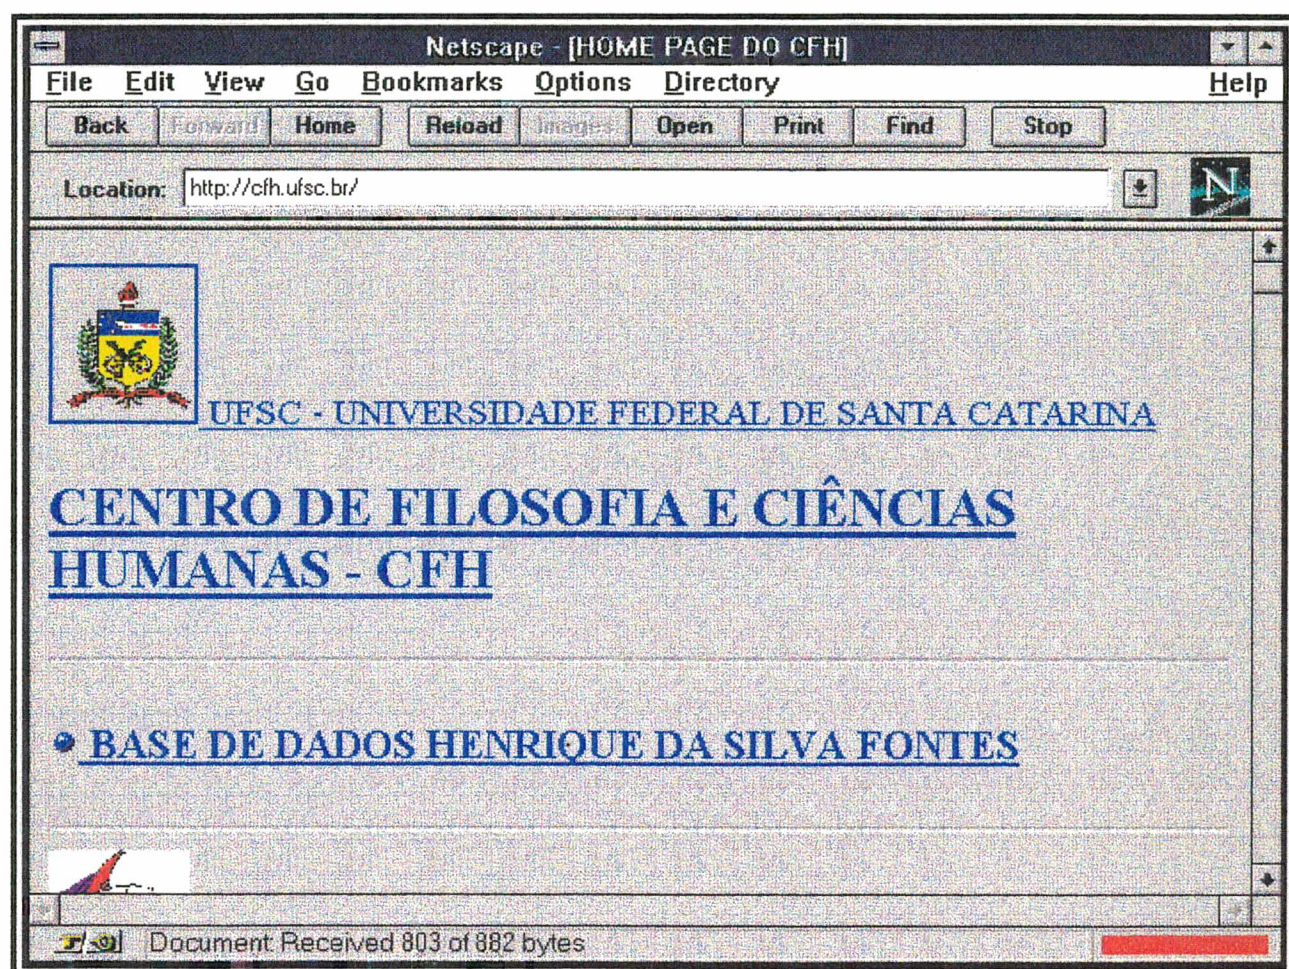 Netscape - [HOME PAGE DO CFH]
File Edit View Go Bookmarks Options Directory Help
Back Forward Home Reload Images Open Print Find Stop
Location: http://cfh.ufsc.br/
N
UFSC - UNIVERSIDADE FEDERAL DE SANTA CATARINA
CENTRO DE FILOSOFIA E CIÊNCIAS
HUMANAS - CFH
BASE DE DADOS HENRIQUE DA SILVA FONTES
Document: Received 803 of 882 bytes